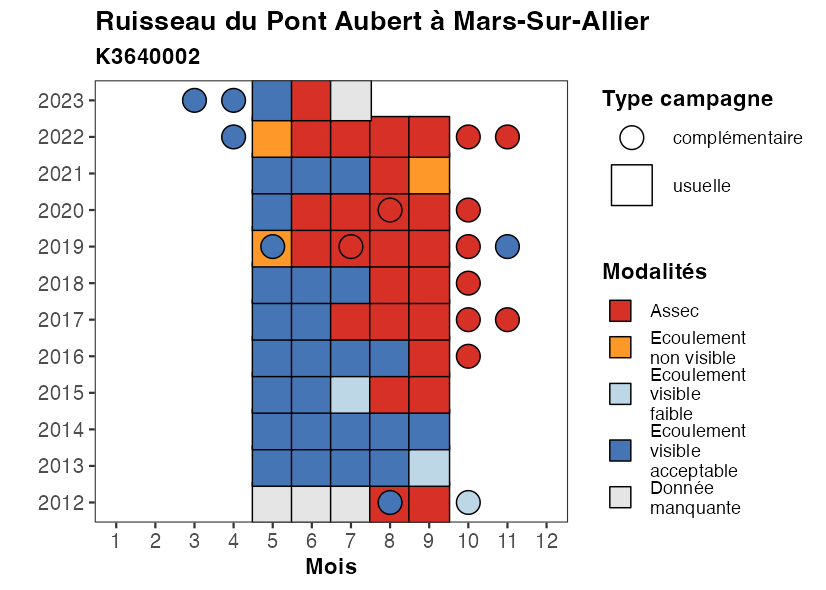 Ruisseau du Pont Aubert à Mars-Sur-Allier
K3640002
2023
2022
2021
2020
2019
2018
2017
2016
2015
2014
2013
2012
1 2 3 4 5 6 7 8 9 10 11 12
Mois
Type campagne
complémentaire
usuelle
Modalités
Assec
Ecoulement
non visible
Ecoulement
visible
faible
Ecoulement
visible
acceptable
Donnée
manquante